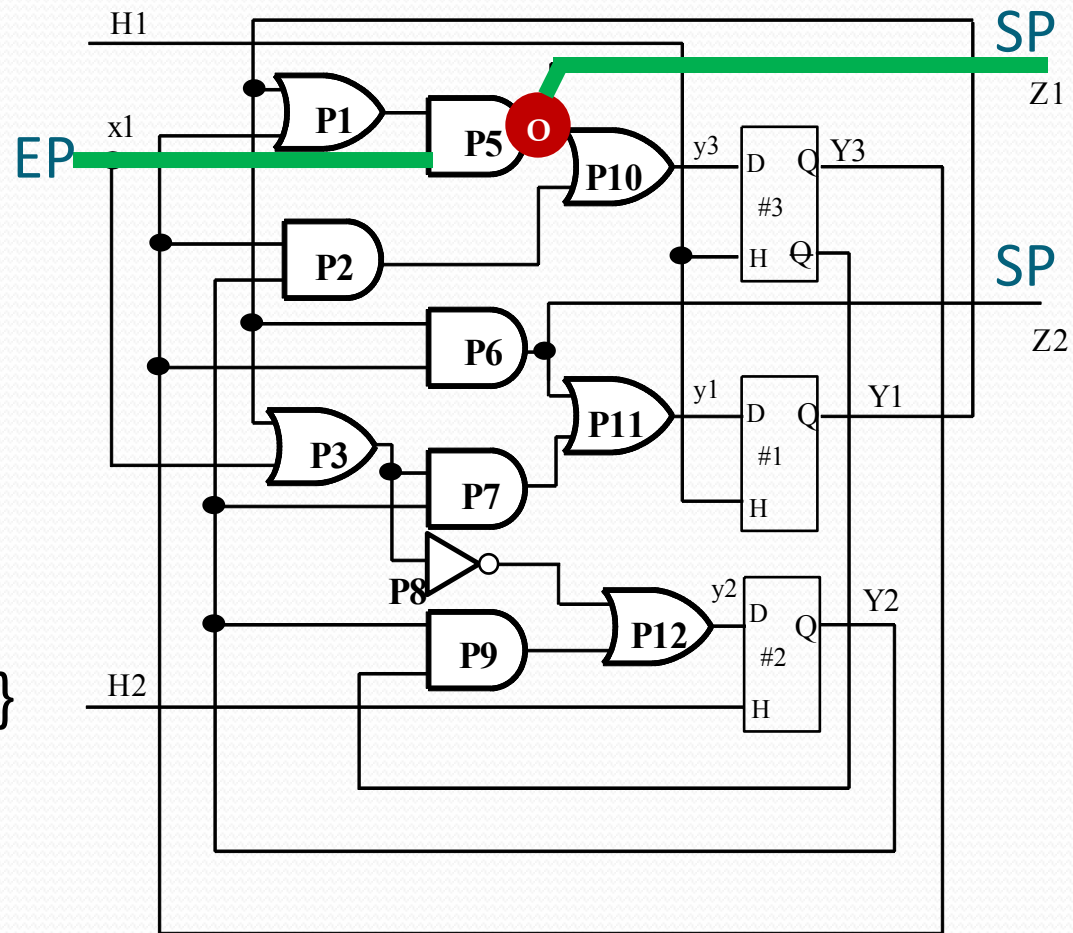 H1
SP
Z1
x1
EP
P1
P5
O
P10
y3
D
Q
Y3
#3
H
Q
P2
SP
Z2
P6
P11
y1
D
Q
Y1
#1
H
P3
P7
P8
P9
P12
y2
D
Q
Y2
#2
H
H2
}